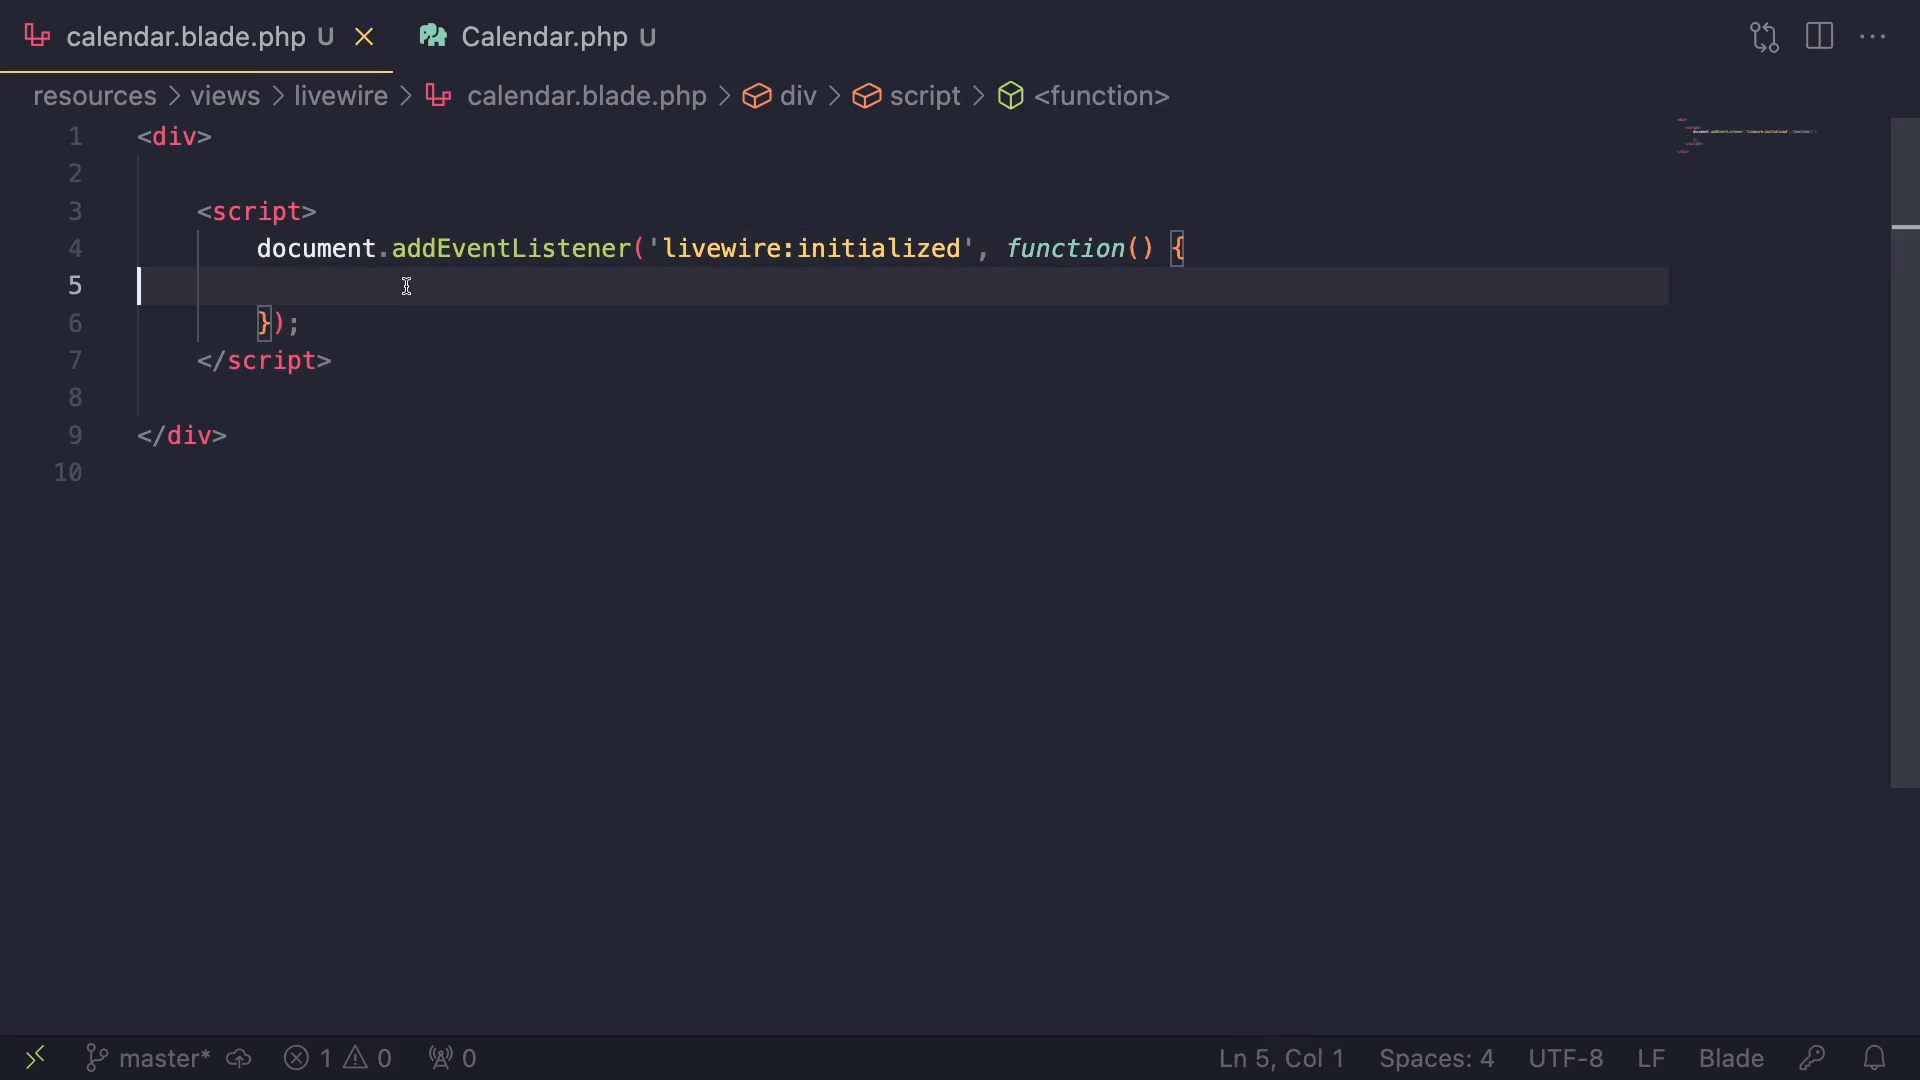 calendar.blade.php U Calendar.php U
resources > views > livewire > calendar.blade.php > div > script > <function>
1 <div>
2
3 <script>
4 document.addEventListener('livewire:initialized', function() {
5
6 });
7 </script>
8
9 </div>
10
master* 1 0 0 Ln 5, Col 1 Spaces: 4 UTF-8 LF Blade